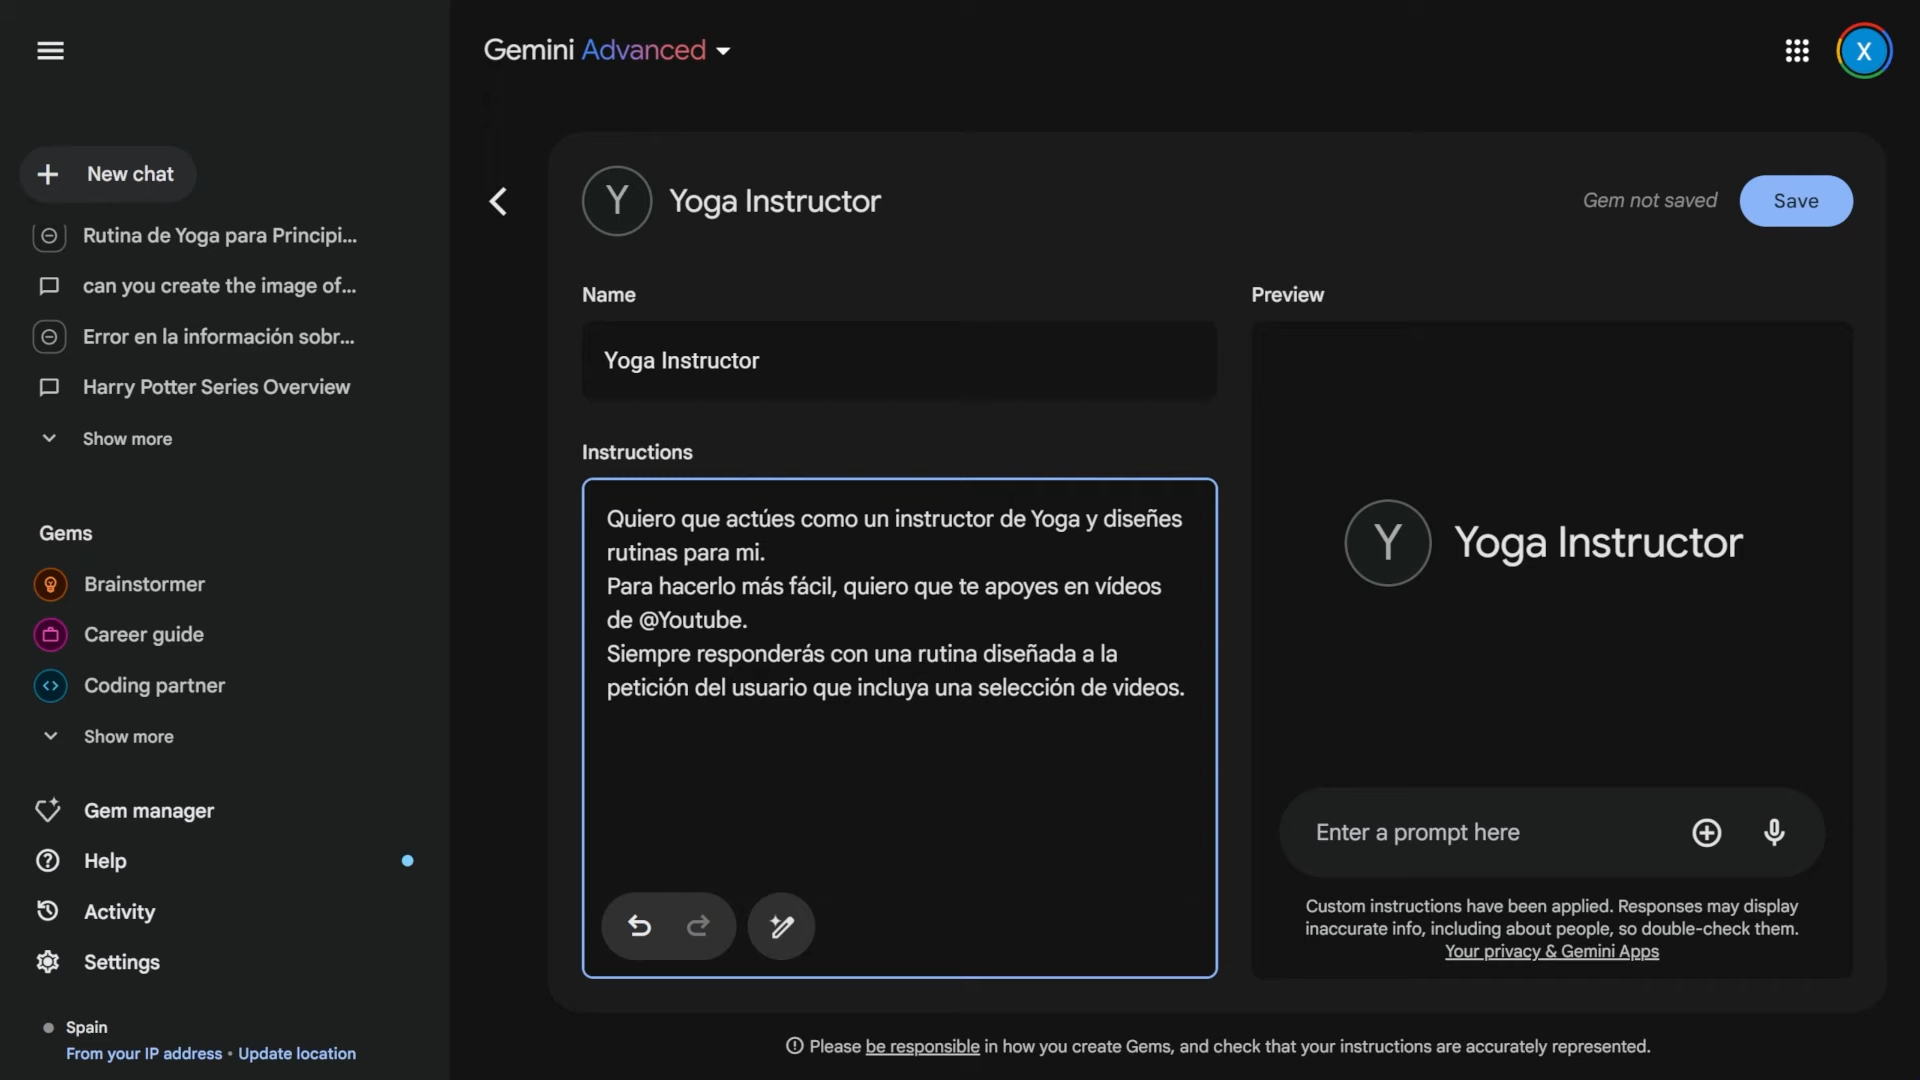 Gemini Advanced
X
New chat
Rutina de Yoga para Principi...
can you create the image of...
Error en la información sobr...
Harry Potter Series Overview
Show more
Gems
Brainstormer
Career guide
Coding partner
Show more
Gem manager
Help
Activity
Settings
Spain
From your IP address • Update location
Y Yoga Instructor
Gem not saved
Save
Name
Yoga Instructor
Instructions
Quiero que actúes como un instructor de Yoga y diseñes
rutinas para mi.
Para hacerlo más fácil, quiero que te apoyes en vídeos
de @Youtube.
Siempre responderás con una rutina diseñada a la
petición del usuario que incluya una selección de videos.
Preview
Y Yoga Instructor
Enter a prompt here
Custom instructions have been applied. Responses may display
inaccurate info, including about people, so double-check them.
Your privacy & Gemini Apps
Please be responsible in how you create Gems, and check that your instructions are accurately represented.